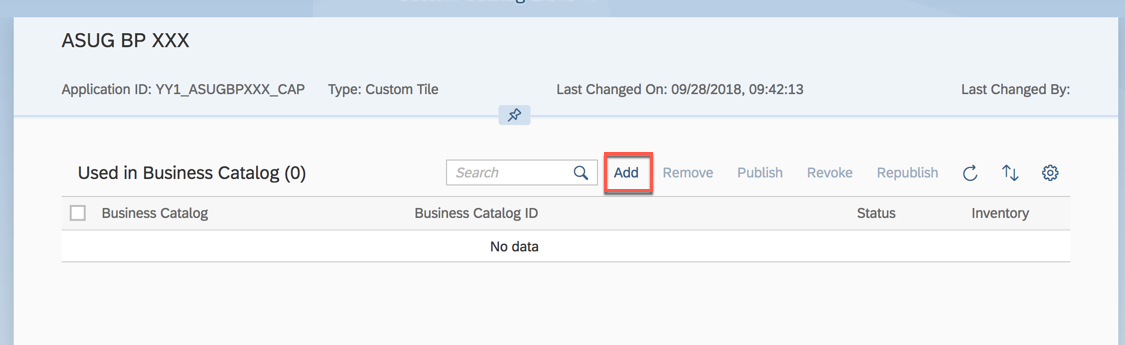 ASUG BP XXX
Application ID: YY1_ASUGBPXXX_CAP Type: Custom Tile Last Changed On: 09/28/2018, 09:42:13 Last Changed By:
Used in Business Catalog (0) Search Add Remove Publish Revoke Republish
Business Catalog Business Catalog ID Status Inventory
No data